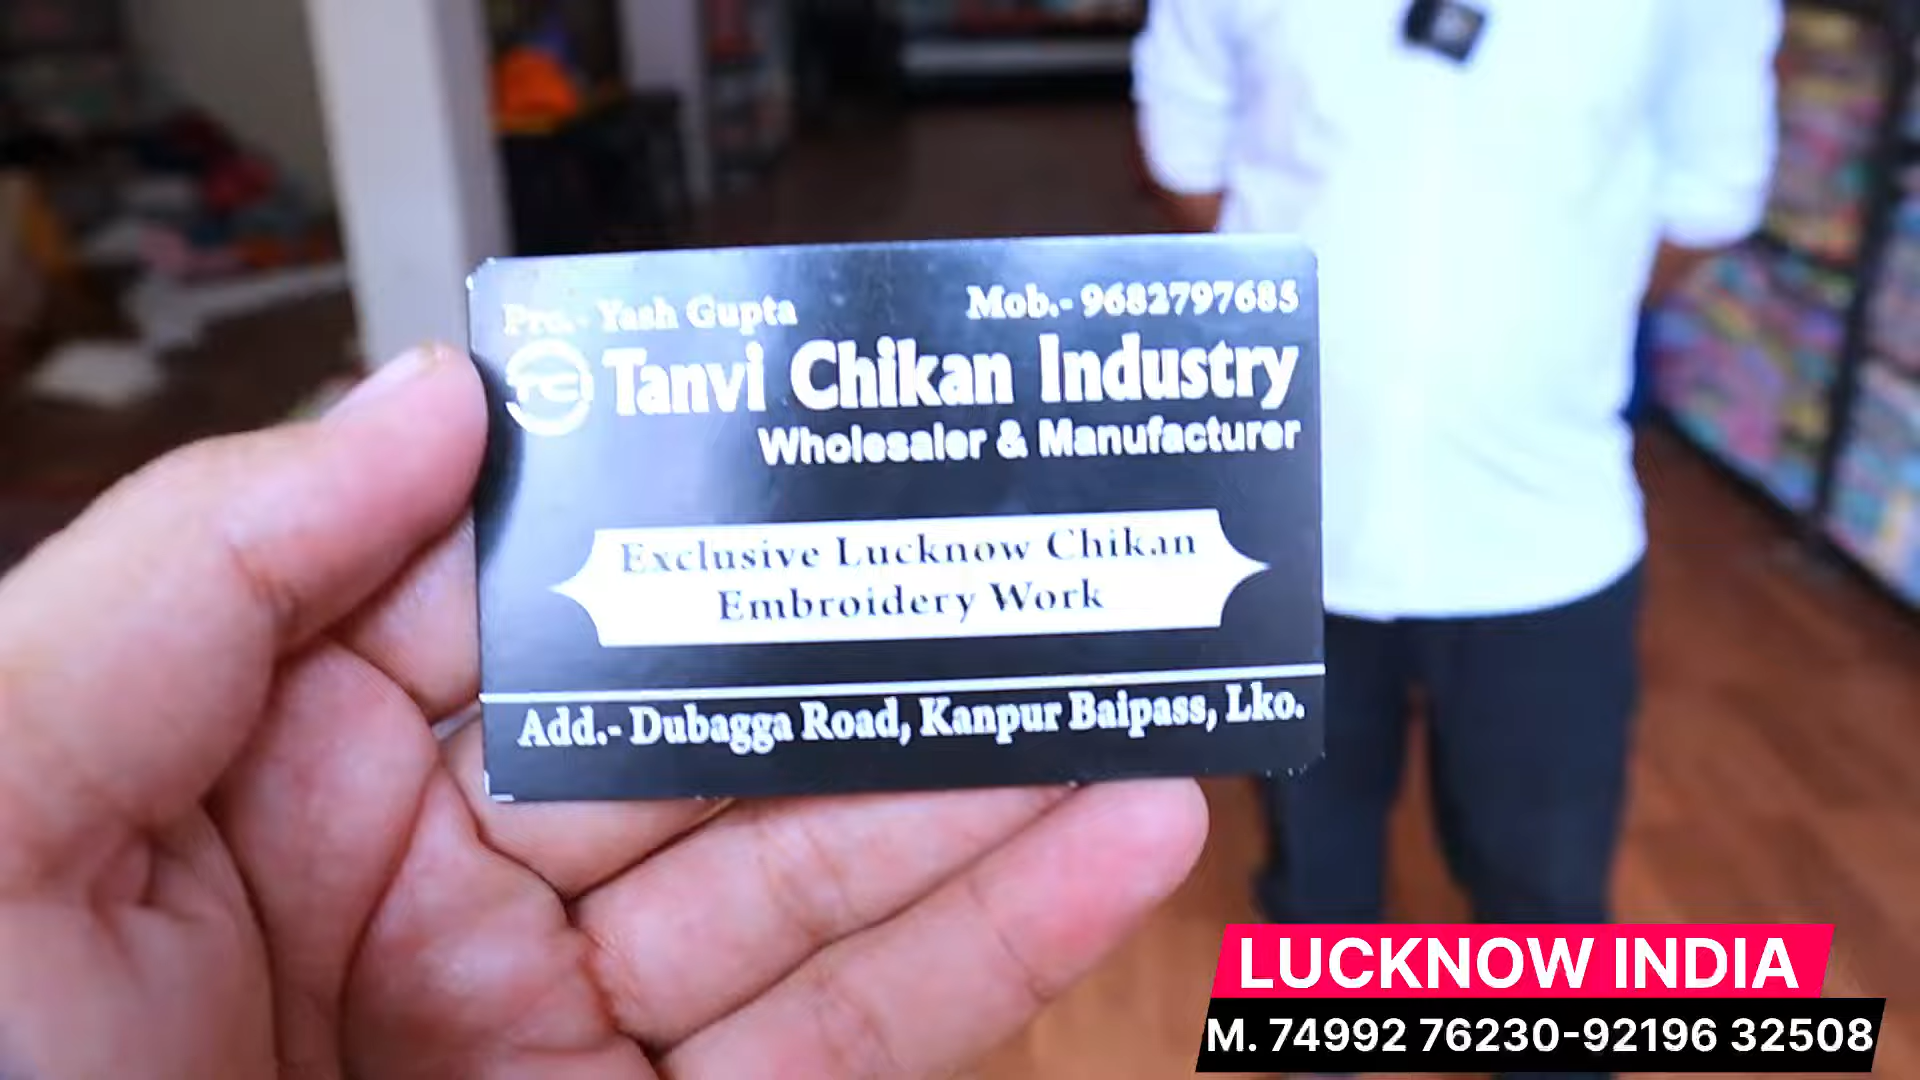 Pro.- Yash Gupta
Mob.- 9682797685
TCI
Tanvi Chikan Industry
Wholesaler & Manufacturer
Exclusive Lucknow Chikan
Embroidery Work
Add.- Dubagga Road, Kanpur Baipass, Lko.
LUCKNOW INDIA
M. 74992 76230-92196 32508